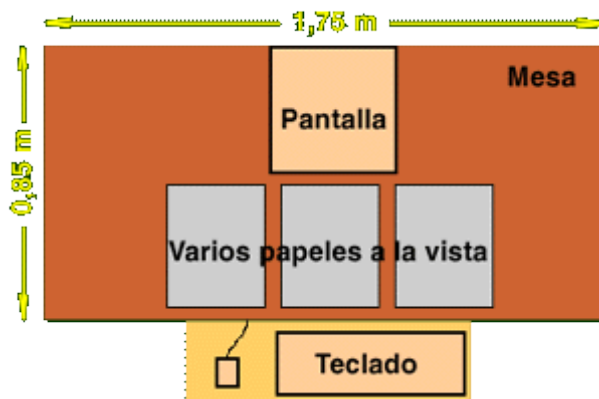 1,75 m
Mesa
Pantalla
0,85 m
Varios papeles a la vista
Teclado